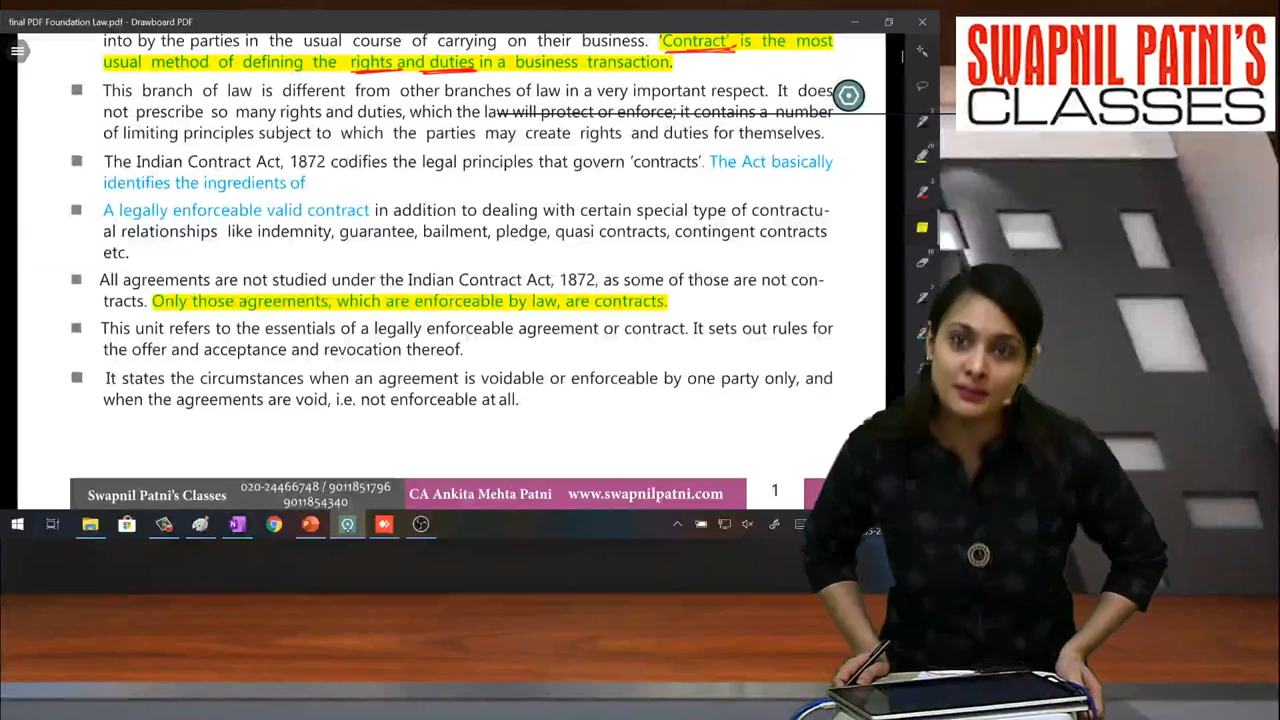 final PDF Foundation Law.pdf - Drawboard PDF
SWAPNIL PATNI'S
CLASSES
into by the parties in the usual course of carrying on their business. 'Contract' is the most
usual method of defining the rights and duties in a business transaction.
This branch of law is different from other branches of law in a very important respect. It does
not prescribe so many rights and duties, which the law will protect or enforce; it contains a number
of limiting principles subject to which the parties may create rights and duties for themselves.
The Indian Contract Act, 1872 codifies the legal principles that govern 'contracts'. The Act basically
identifies the ingredients of
A legally enforceable valid contract in addition to dealing with certain special type of contractu-
al relationships like indemnity, guarantee, bailment, pledge, quasi contracts, contingent contracts
etc.
All agreements are not studied under the Indian Contract Act, 1872, as some of those are not con-
tracts. Only those agreements, which are enforceable by law, are contracts.
This unit refers to the essentials of a legally enforceable agreement or contract. It sets out rules for
the offer and acceptance and revocation thereof.
It states the circumstances when an agreement is voidable or enforceable by one party only, and
when the agreements are void, i.e. not enforceable at all.
Swapnil Patni's Classes
020-24466748 / 9011851796
9011854340
CA Ankita Mehta Patni www.swapnilpatni.com
1